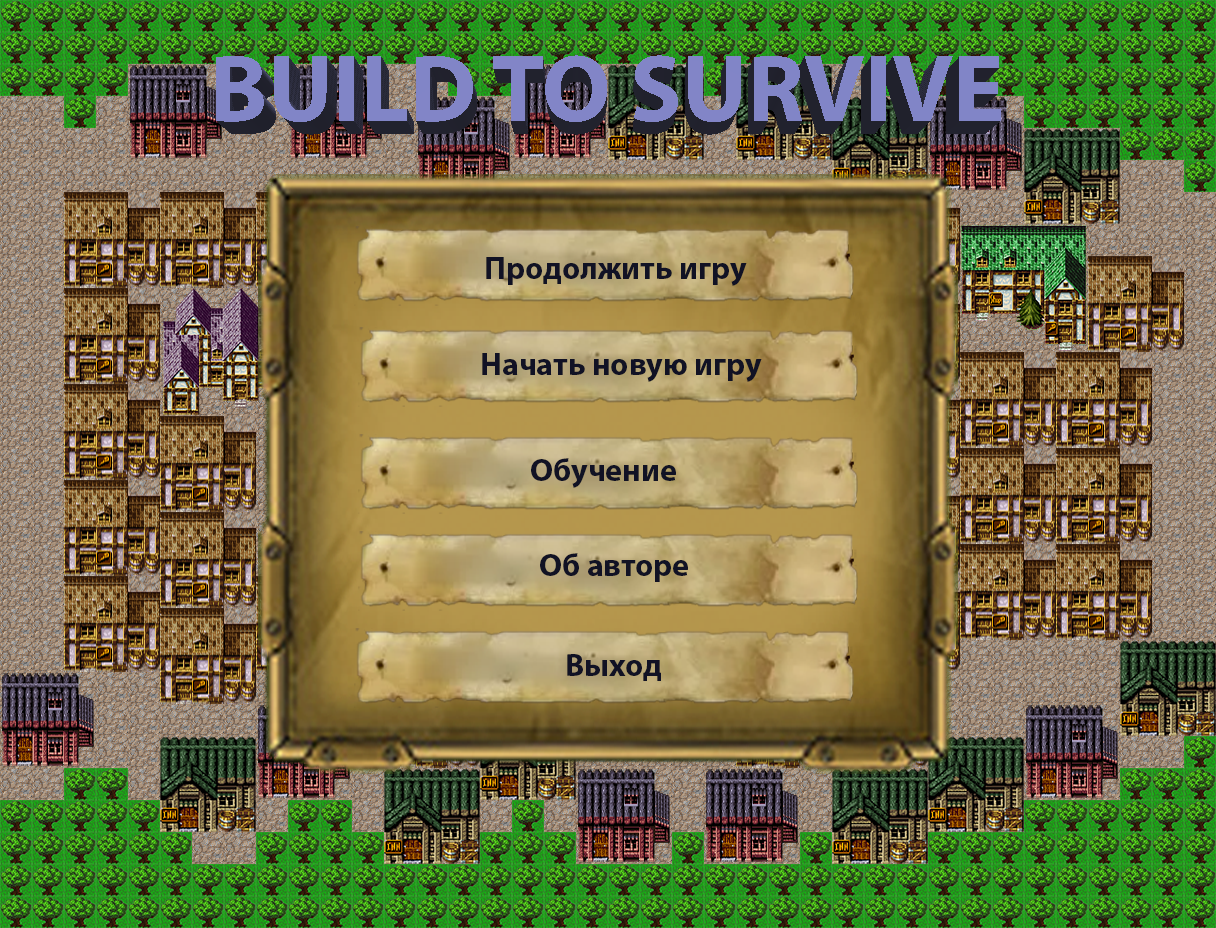 BUILD TO SURVIVE
Продолжить игру
Начать новую игру
Обучение
Об авторе
Выход